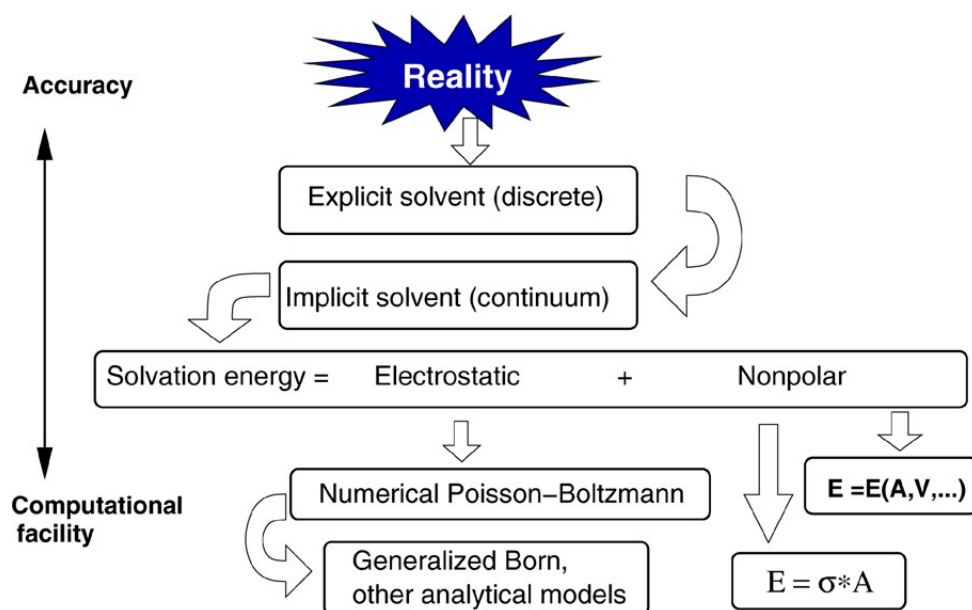 Reality
Accuracy
Explicit solvent (discrete)
Implicit solvent (continuum)
Solvation energy = Electrostatic + Nonpolar
Numerical Poisson−Boltzmann
E =E(A,V,...)
Computational
facility
Generalized Born,
other analytical models
E = σ*A